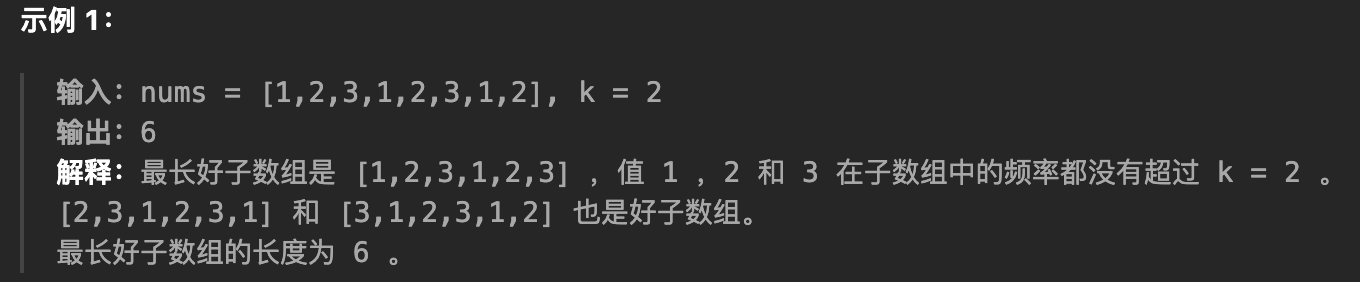 示例 1：
输入：nums = [1,2,3,1,2,3,1,2], k = 2
输出：6
解释：最长好子数组是 [1,2,3,1,2,3] ，值 1 ，2 和 3 在子数组中的频率都没有超过 k = 2 。
[2,3,1,2,3,1] 和 [3,1,2,3,1,2] 也是好子数组。
最长好子数组的长度为 6 。